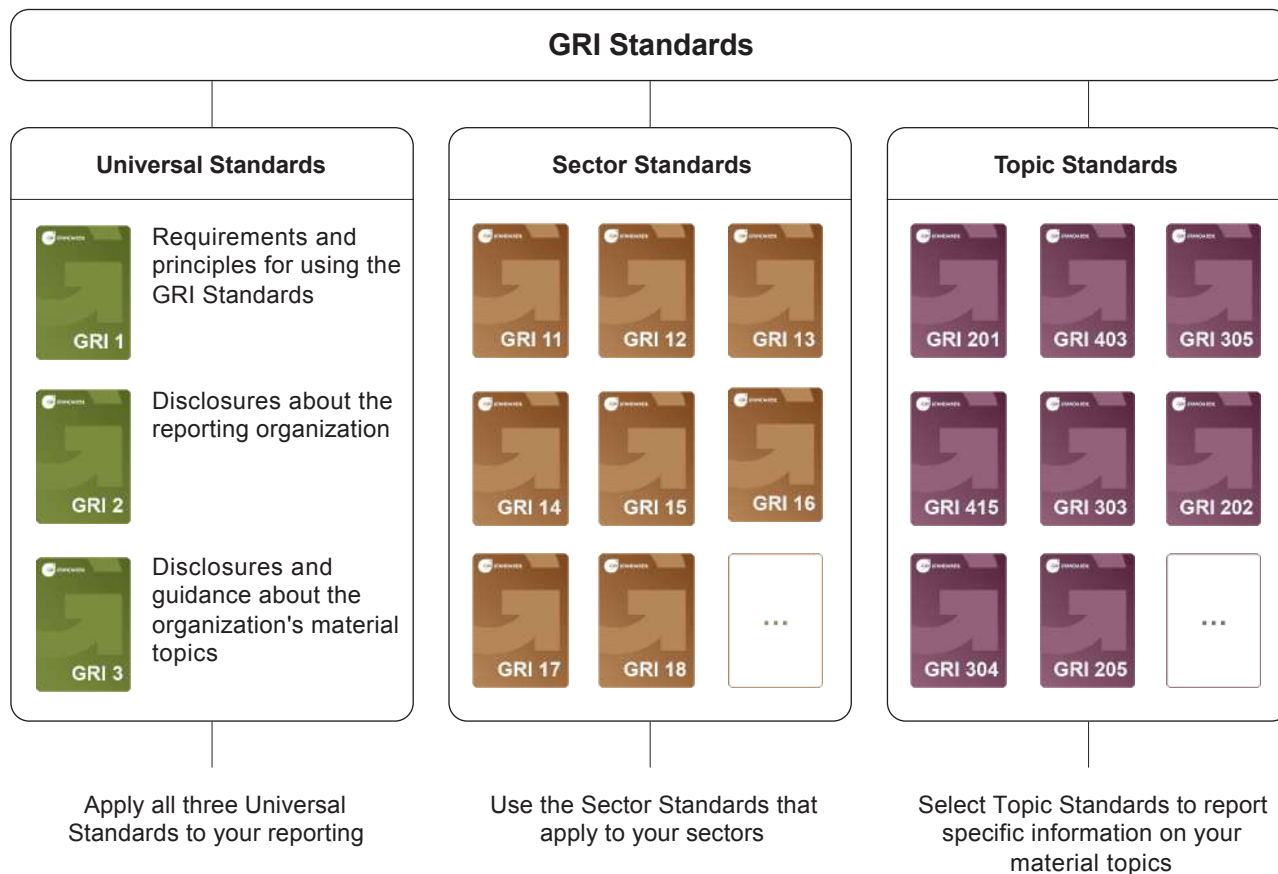 GRI Standards
Universal Standards
Requirements and
principles for using the
GRI Standards
GRI 1
Disclosures about the
reporting organization
GRI 2
Disclosures and
guidance about the
organization's material
topics
GRI 3
Apply all three Universal
Standards to your reporting
Sector Standards
GRI 11
GRI 12
GRI 13
GRI 14
GRI 15
GRI 16
GRI 17
GRI 18
...
Use the Sector Standards that
apply to your sectors
Topic Standards
GRI 201
GRI 403
GRI 305
GRI 415
GRI 303
GRI 202
GRI 304
GRI 205
...
Select Topic Standards to report
specific information on your
material topics